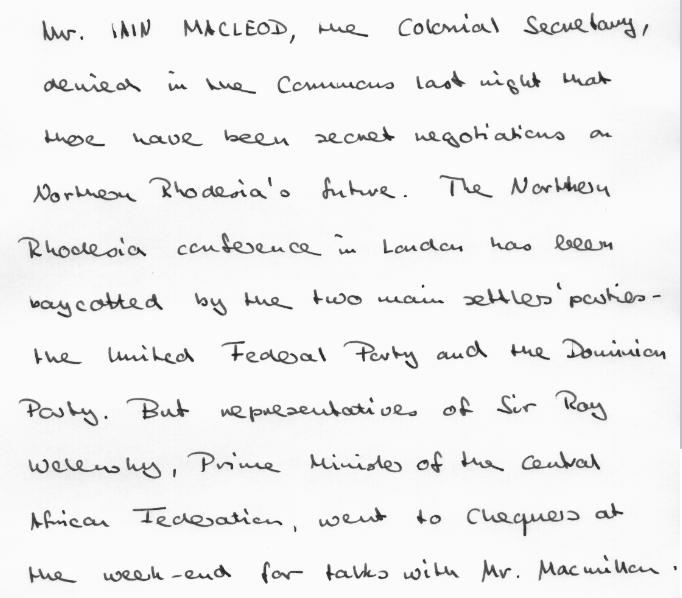 Mr. IAIN MACLEOD, the Colonial Secretary,
denied in the Commons last night that
there have been secret negotiations on
Northern Rhodesia's future. The Northern
Rhodesia conference in London has been
boycotted by the two main settlers' parties-
the United Federal Party and the Dominion
Party. But representatives of Sir Roy
Welensky, Prime Minister of the Central
African Federation, went to Chequers at
the week-end for talks with Mr. Macmillan.